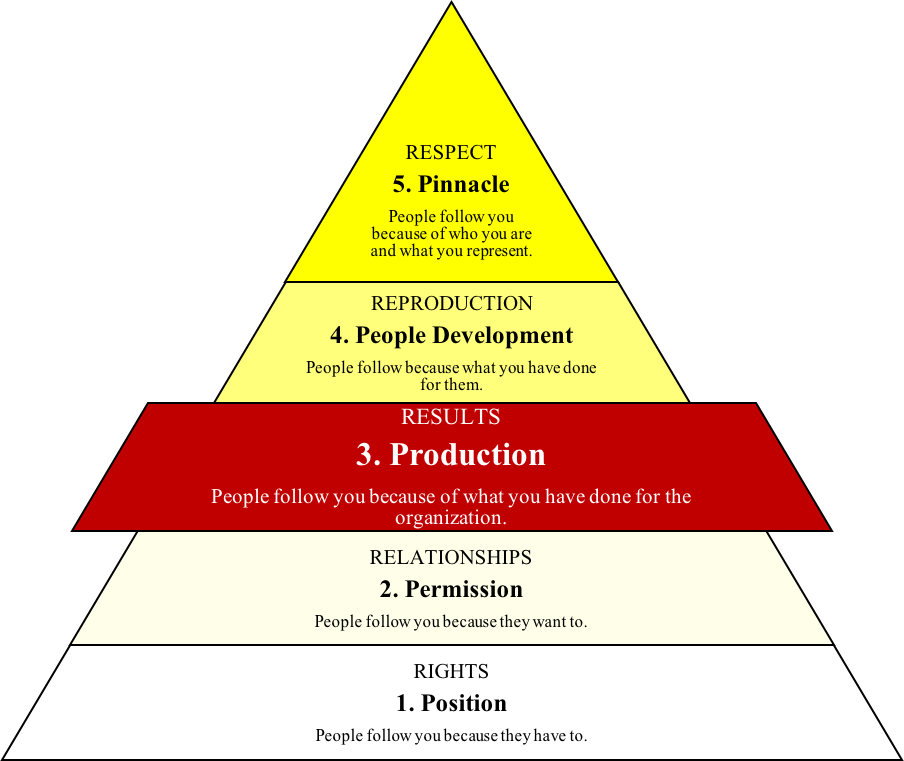 RESPECT
5. Pinnacle
People follow you
because of who you are
and what you represent.
REPRODUCTION
4. People Development
People follow because what you have done
for them.
RESULTS
3. Production
People follow you because of what you have done for the
organization.
RELATIONSHIPS
2. Permission
People follow you because they want to.
RIGHTS
1. Position
People follow you because they have to.